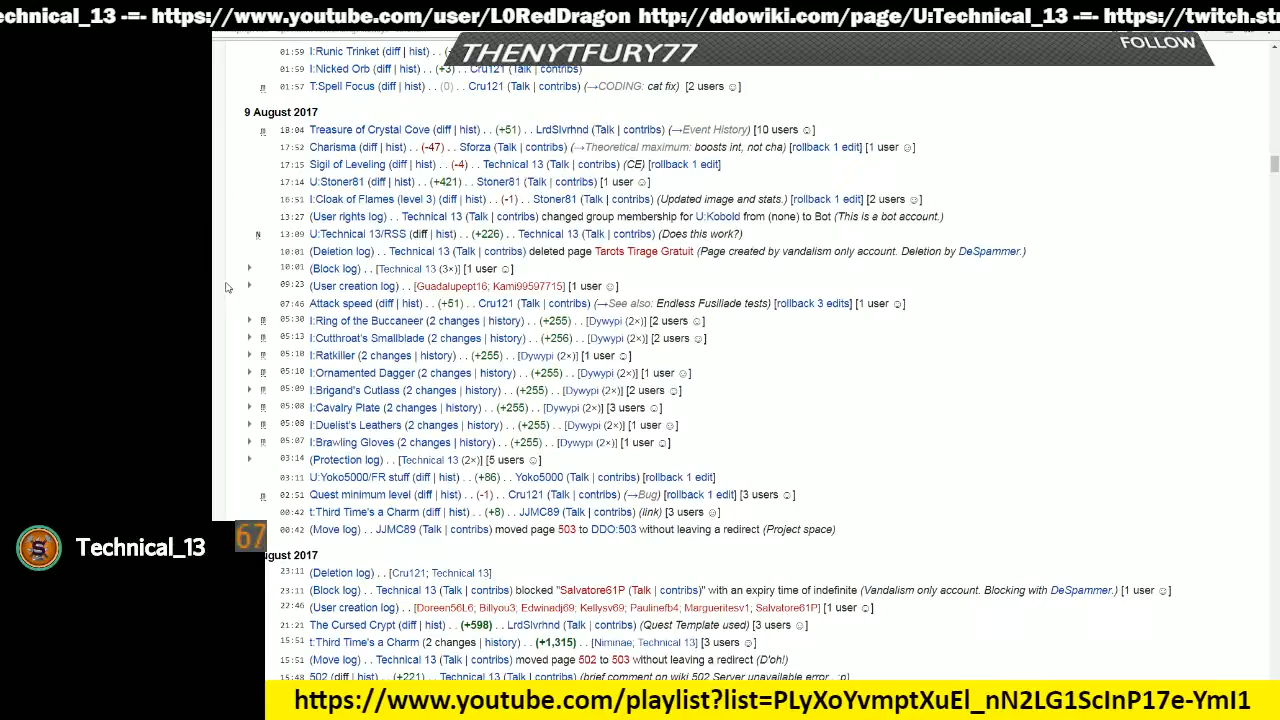 echnical_13 -=- https://www.youtube.com/user/L0RedDragon http://ddowiki.com/page/U:Technical_13 -=- https://twitch.st
THENYTFURY77
FOLLOW
01:59 I:Runic Trinket (diff | hist) . .
01:59 I:Nicked Orb (diff | hist) . . (+3) . . Cru121 (Talk | contribs)
m 01:57 T:Spell Focus (diff | hist) . . (0) . . Cru121 (Talk | contribs) (→CODING: cat fix) [2 users ☺]
9 August 2017
m 18:04 Treasure of Crystal Cove (diff | hist) . . (+51) . . LrdSlvrhnd (Talk | contribs) (→Event History) [10 users ☺]
17:52 Charisma (diff | hist) . . (-47) . . Sforza (Talk | contribs) (→Theoretical maximum: boosts int, not cha) [rollback 1 edit] [1 user ☺]
17:15 Sigil of Leveling (diff | hist) . . (-4) . . Technical 13 (Talk | contribs) (CE) [rollback 1 edit]
17:14 U:Stoner81 (diff | hist) . . (+421) . . Stoner81 (Talk | contribs) [1 user ☺]
16:51 I:Cloak of Flames (level 3) (diff | hist) . . (-1) . . Stoner81 (Talk | contribs) (Updated image and stats.) [rollback 1 edit] [2 users ☺]
13:27 (User rights log) . . Technical 13 (Talk | contribs) changed group membership for U:Kobold from (none) to Bot (This is a bot account.)
N 13:09 U:Technical 13/RSS (diff | hist) . . (+226) . . Technical 13 (Talk | contribs) (Does this work?)
10:01 (Deletion log) . . Technical 13 (Talk | contribs) deleted page Tarots Tirage Gratuit (Page created by vandalism only account. Deletion by DeSpammer.)
10:01 (Block log) . . [Technical 13 (3×)] [1 user ☺]
09:23 (User creation log) . . [Guadalupept16; Kami99597715] [1 user ☺]
07:46 Attack speed (diff | hist) . . (+51) . . Cru121 (Talk | contribs) (→See also: Endless Fusillade tests) [rollback 3 edits] [1 user ☺]
m 05:30 I:Ring of the Buccaneer (2 changes | history) . . (+255) . . [Dywypi (2×)] [2 users ☺]
m 05:13 I:Cutthroat's Smallblade (2 changes | history) . . (+256) . . [Dywypi (2×)] [2 users ☺]
m 05:10 I:Ratkiller (2 changes | history) . . (+255) . . [Dywypi (2×)] [1 user ☺]
m 05:10 I:Ornamented Dagger (2 changes | history) . . (+255) . . [Dywypi (2×)] [1 user ☺]
m 05:09 I:Brigand's Cutlass (2 changes | history) . . (+255) . . [Dywypi (2×)] [2 users ☺]
m 05:08 I:Cavalry Plate (2 changes | history) . . (+255) . . [Dywypi (2×)] [3 users ☺]
m 05:08 I:Duelist's Leathers (2 changes | history) . . (+255) . . [Dywypi (2×)] [1 user ☺]
m 05:07 I:Brawling Gloves (2 changes | history) . . (+255) . . [Dywypi (2×)] [1 user ☺]
03:14 (Protection log) . . [Technical 13 (2×)] [5 users ☺]
03:11 U:Yoko5000/FR stuff (diff | hist) . . (+86) . . Yoko5000 (Talk | contribs) [rollback 1 edit]
m 02:51 Quest minimum level (diff | hist) . . (-1) . . Cru121 (Talk | contribs) (→Bug) [rollback 1 edit] [3 users ☺]
00:42 t:Third Time's a Charm (diff | hist) . . (+8) . . JJMC89 (Talk | contribs) (link) [3 users ☺]
00:42 (Move log) . . JJMC89 (Talk | contribs) moved page 503 to DDO:503 without leaving a redirect (Project space)
67
Technical_13
ugust 2017
23:11 (Deletion log) . . [Cru121; Technical 13]
23:11 (Block log) . . Technical 13 (Talk | contribs) blocked "Salvatore61P (Talk | contribs)" with an expiry time of indefinite (Vandalism only account. Blocking with DeSpammer.) [1 user ☺]
22:46 (User creation log) . . [Doreen56L6; Billyou3; Edwinadj69; Kellysv69; Paulinefb4; Margueritesv1; Salvatore61P] [1 user ☺]
21:21 The Cursed Crypt (diff | hist) . . (+598) . . LrdSlvrhnd (Talk | contribs) (Quest Template used) [3 users ☺]
15:51 t:Third Time's a Charm (2 changes | history) . . (+1,315) . . [Niminae; Technical 13] [3 users ☺]
15:51 (Move log) . . Technical 13 (Talk | contribs) moved page 502 to 503 without leaving a redirect (D'oh!)
15:48 502 (diff | hist) . . (+221) . . Technical 13 (Talk | contribs) (brief comment on wiki 502 Server unavailable error. :p)
https://www.youtube.com/playlist?list=PLyXoYvmptXuEl_nN2LG1ScInP17e-YmI1